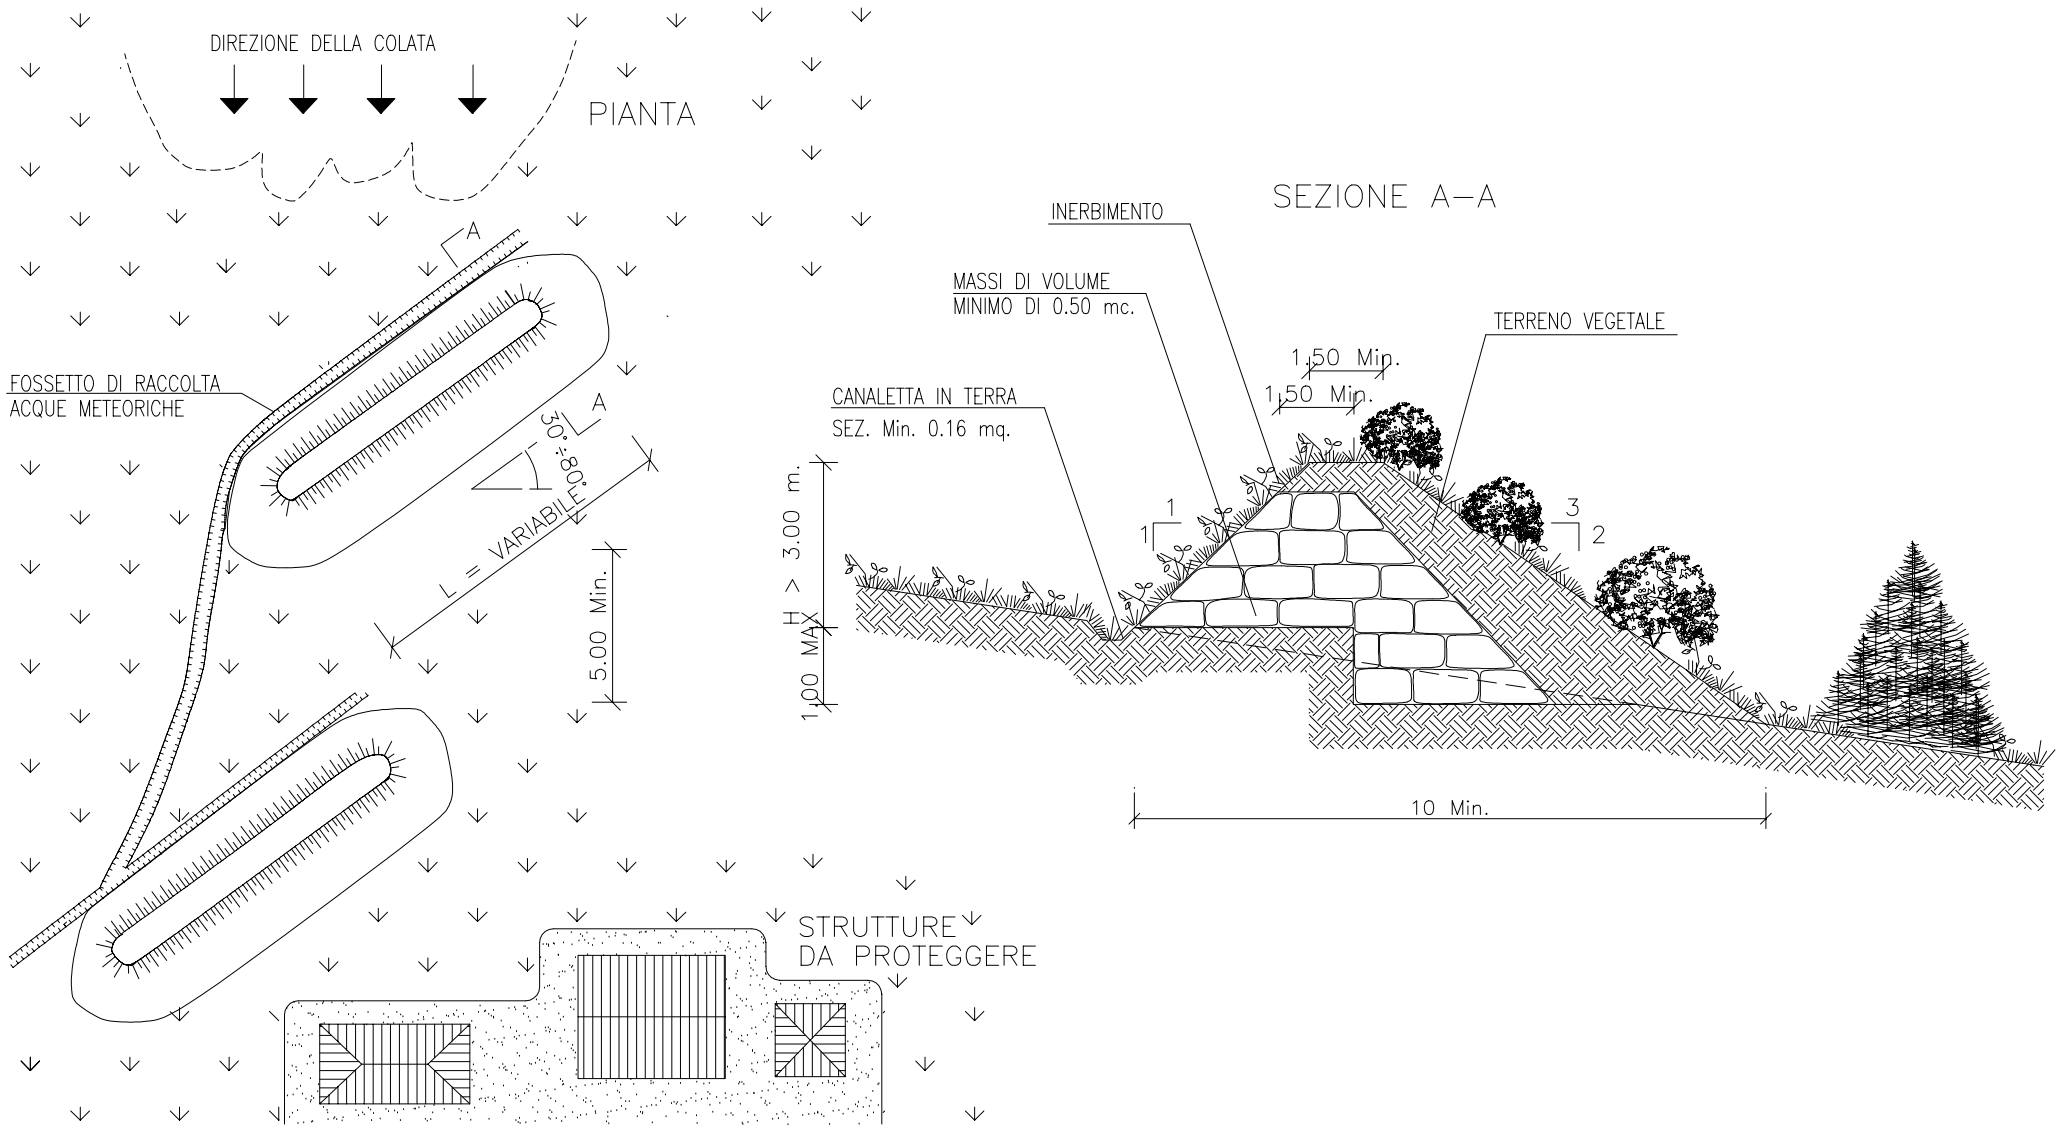 DIREZIONE DELLA COLATA
PIANTA
A
FOSSETTO DI RACCOLTA
ACQUE METEORICHE
A
30°÷80°
L = VARIABILE
5.00 Min.
STRUTTURE
DA PROTEGGERE
SEZIONE A-A
INERBIMENTO
MASSI DI VOLUME
MINIMO DI 0.50 mc.
TERRENO VEGETALE
1.50 Min.
1.50 Min.
CANALETTA IN TERRA
SEZ. Min. 0.16 mq.
H > 3.00 m.
1.00 MAX
1
1
3
2
10 Min.